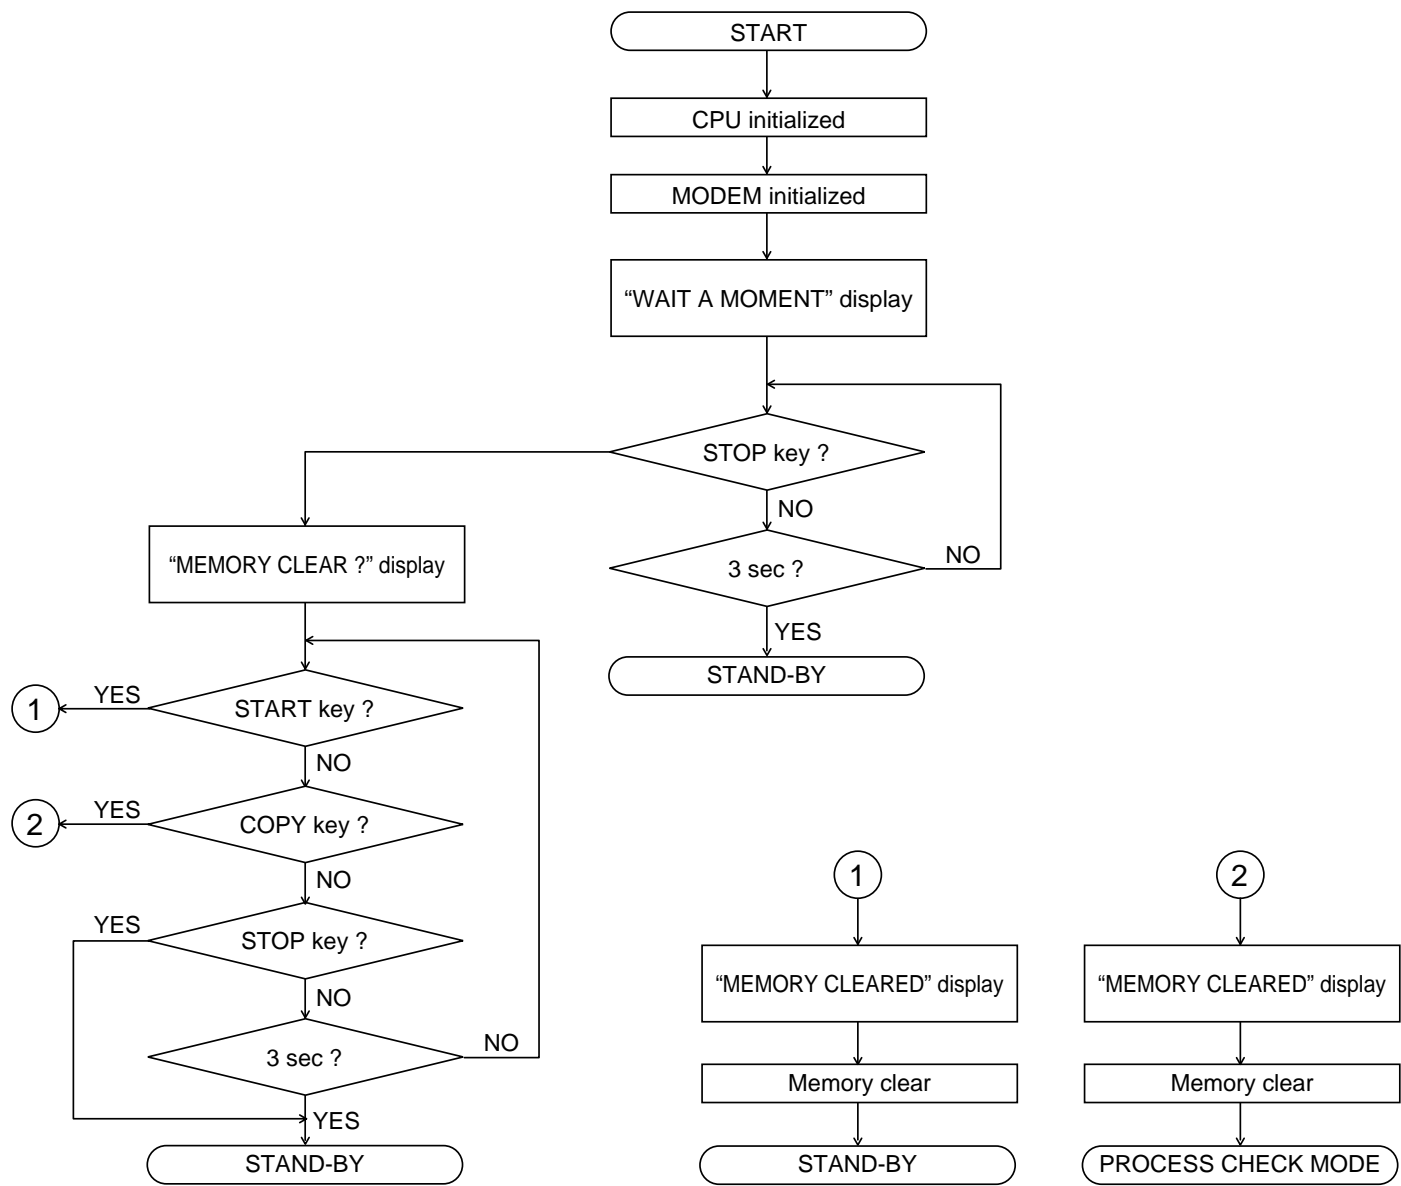 START
CPU initialized
MODEM initialized
“WAIT A MOMENT” display
STOP key ?
NO
3 sec ?
NO
YES
STAND-BY
“MEMORY CLEAR ?” display
START key ?
YES
1
NO
COPY key ?
YES
2
NO
STOP key ?
YES
NO
3 sec ?
NO
YES
STAND-BY
1
“MEMORY CLEARED” display
Memory clear
STAND-BY
2
“MEMORY CLEARED” display
Memory clear
PROCESS CHECK MODE